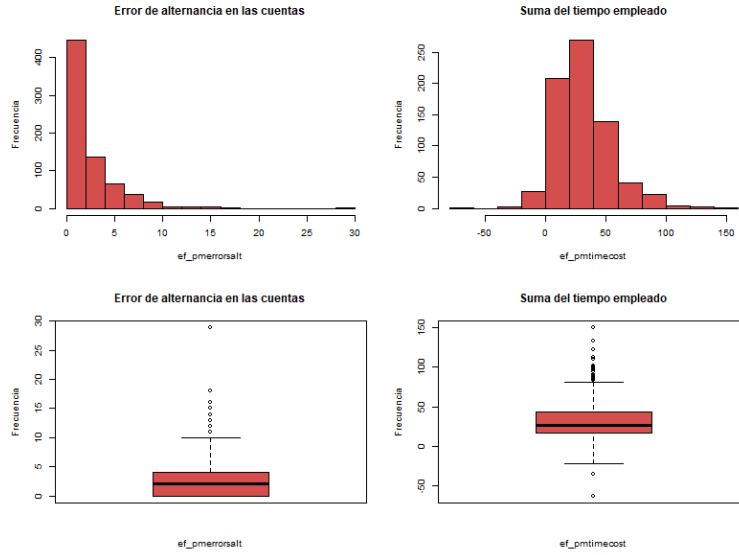 Error de alternancia en las cuentas
Frecuencia
0 100 200 300 400
0 5 10 15 20 25 30
ef_pmerrorsalt
Suma del tiempo empleado
Frecuencia
0 50 100 150 200 250
-50 0 50 100 150
ef_pmtimecost
Error de alternancia en las cuentas
Frecuencia
0 5 10 15 20 25 30
ef_pmerrorsalt
Suma del tiempo empleado
Frecuencia
-50 0 50 100 150
ef_pmtimecost